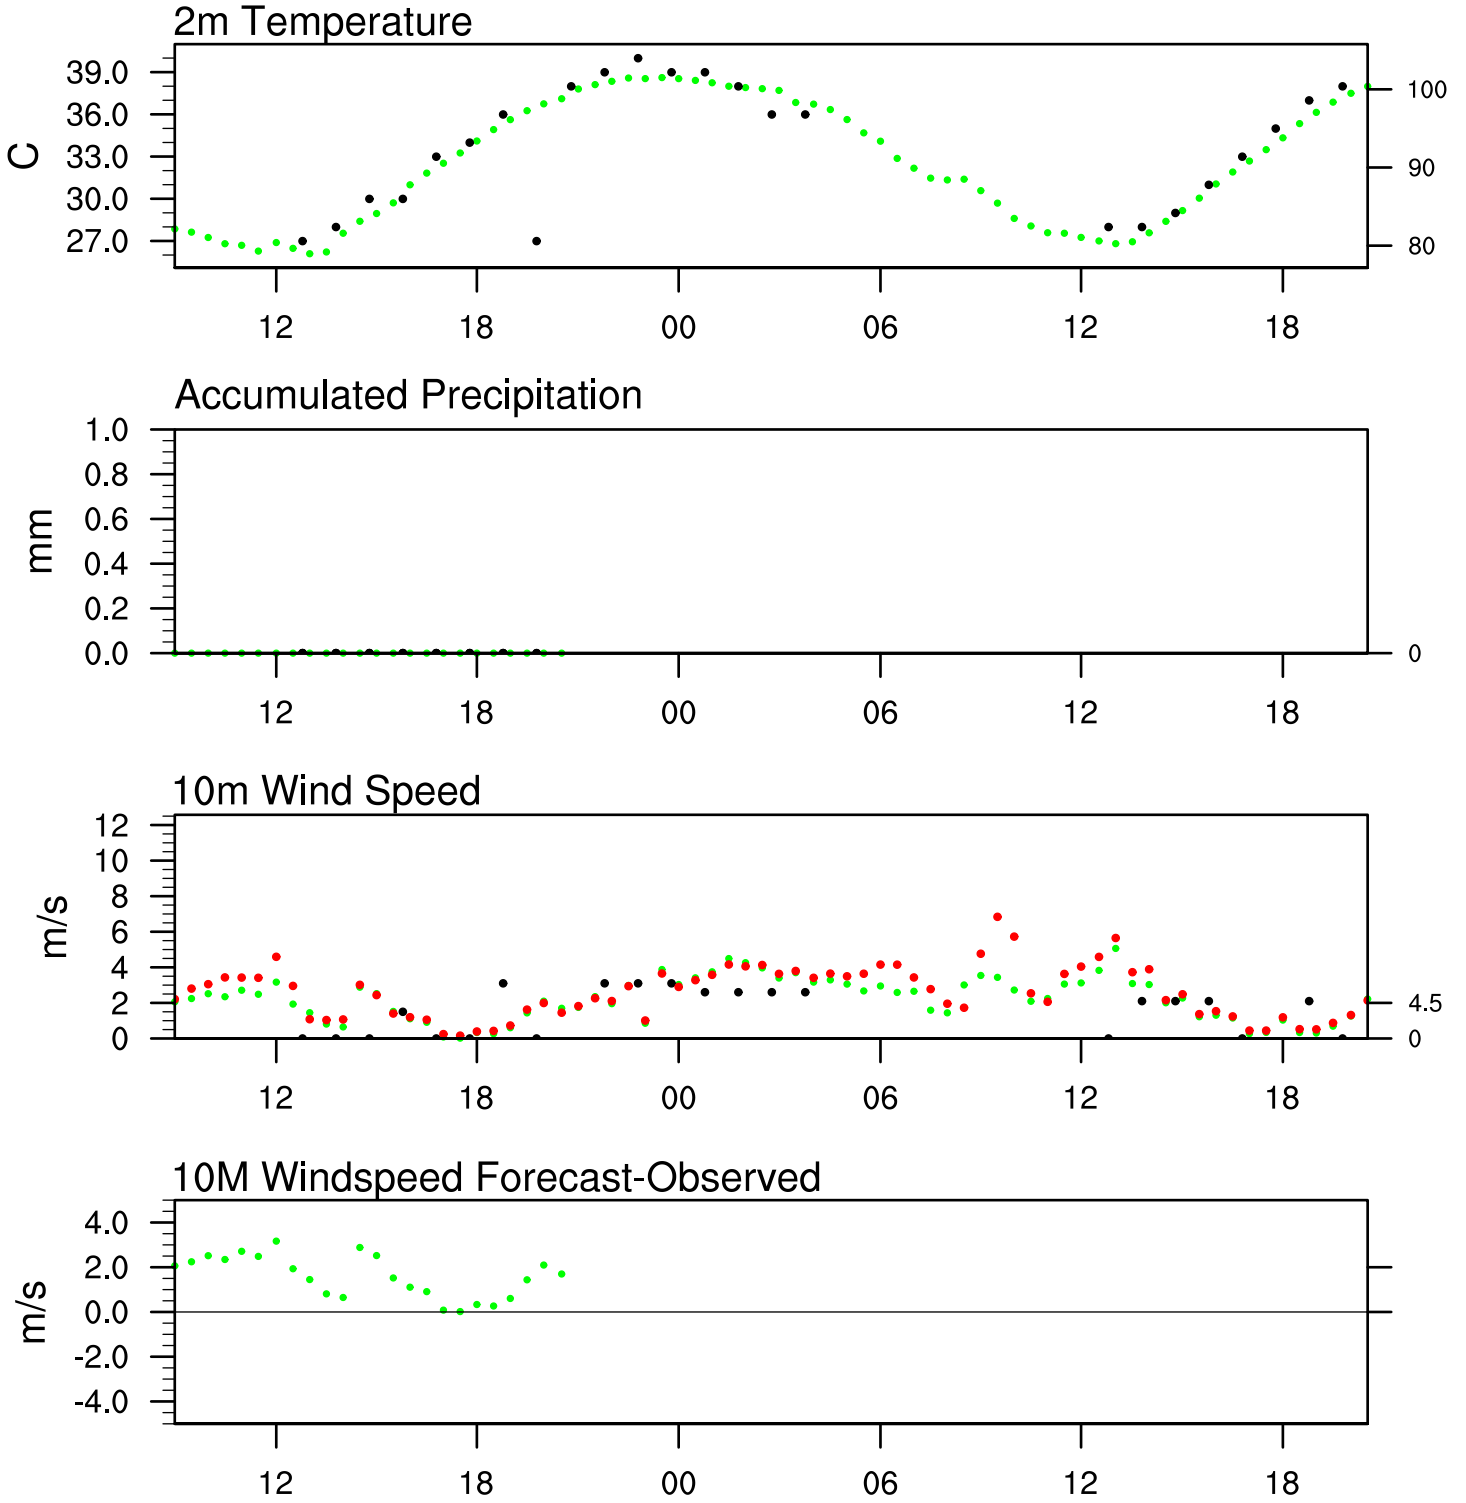 2m Temperature
39.0
36.0
33.0
30.0
27.0
C
100
90
80
12 18 00 06 12 18
Accumulated Precipitation
1.0
0.8
0.6
0.4
0.2
0.0
mm
0
12 18 00 06 12 18
10m Wind Speed
12
10
8
6
4
2
0
m/s
4.5
0
12 18 00 06 12 18
10M Windspeed Forecast-Observed
4.0
2.0
0.0
-2.0
-4.0
m/s
12 18 00 06 12 18